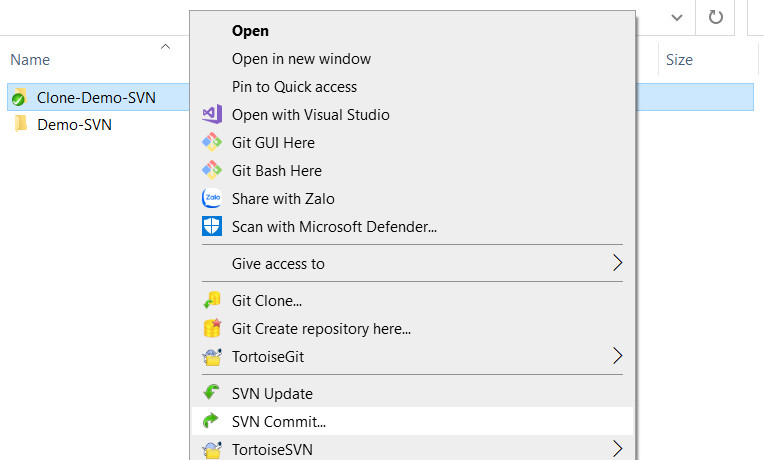 Open
Name
Size
Open in new window
Pin to Quick access
Clone-Demo-SVN
Open with Visual Studio
Demo-SVN
Git GUI Here
Git Bash Here
Zalo
Share with Zalo
Scan with Microsoft Defender...
Give access to
Git Clone...
Git Create repository here...
TortoiseGit
SVN Update
SVN Commit...
TortoiseSVN